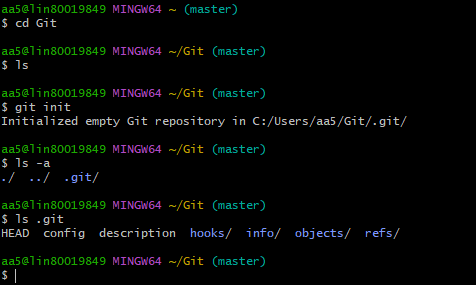 aa5@lin80019849 MINGW64 ~ (master)
$ cd Git
aa5@lin80019849 MINGW64 ~/Git (master)
$ ls
aa5@lin80019849 MINGW64 ~/Git (master)
$ git init
Initialized empty Git repository in C:/Users/aa5/Git/.git/
aa5@lin80019849 MINGW64 ~/Git (master)
$ ls -a
./  ../  .git/
aa5@lin80019849 MINGW64 ~/Git (master)
$ ls .git
HEAD  config  description  hooks/  info/  objects/  refs/
aa5@lin80019849 MINGW64 ~/Git (master)
$